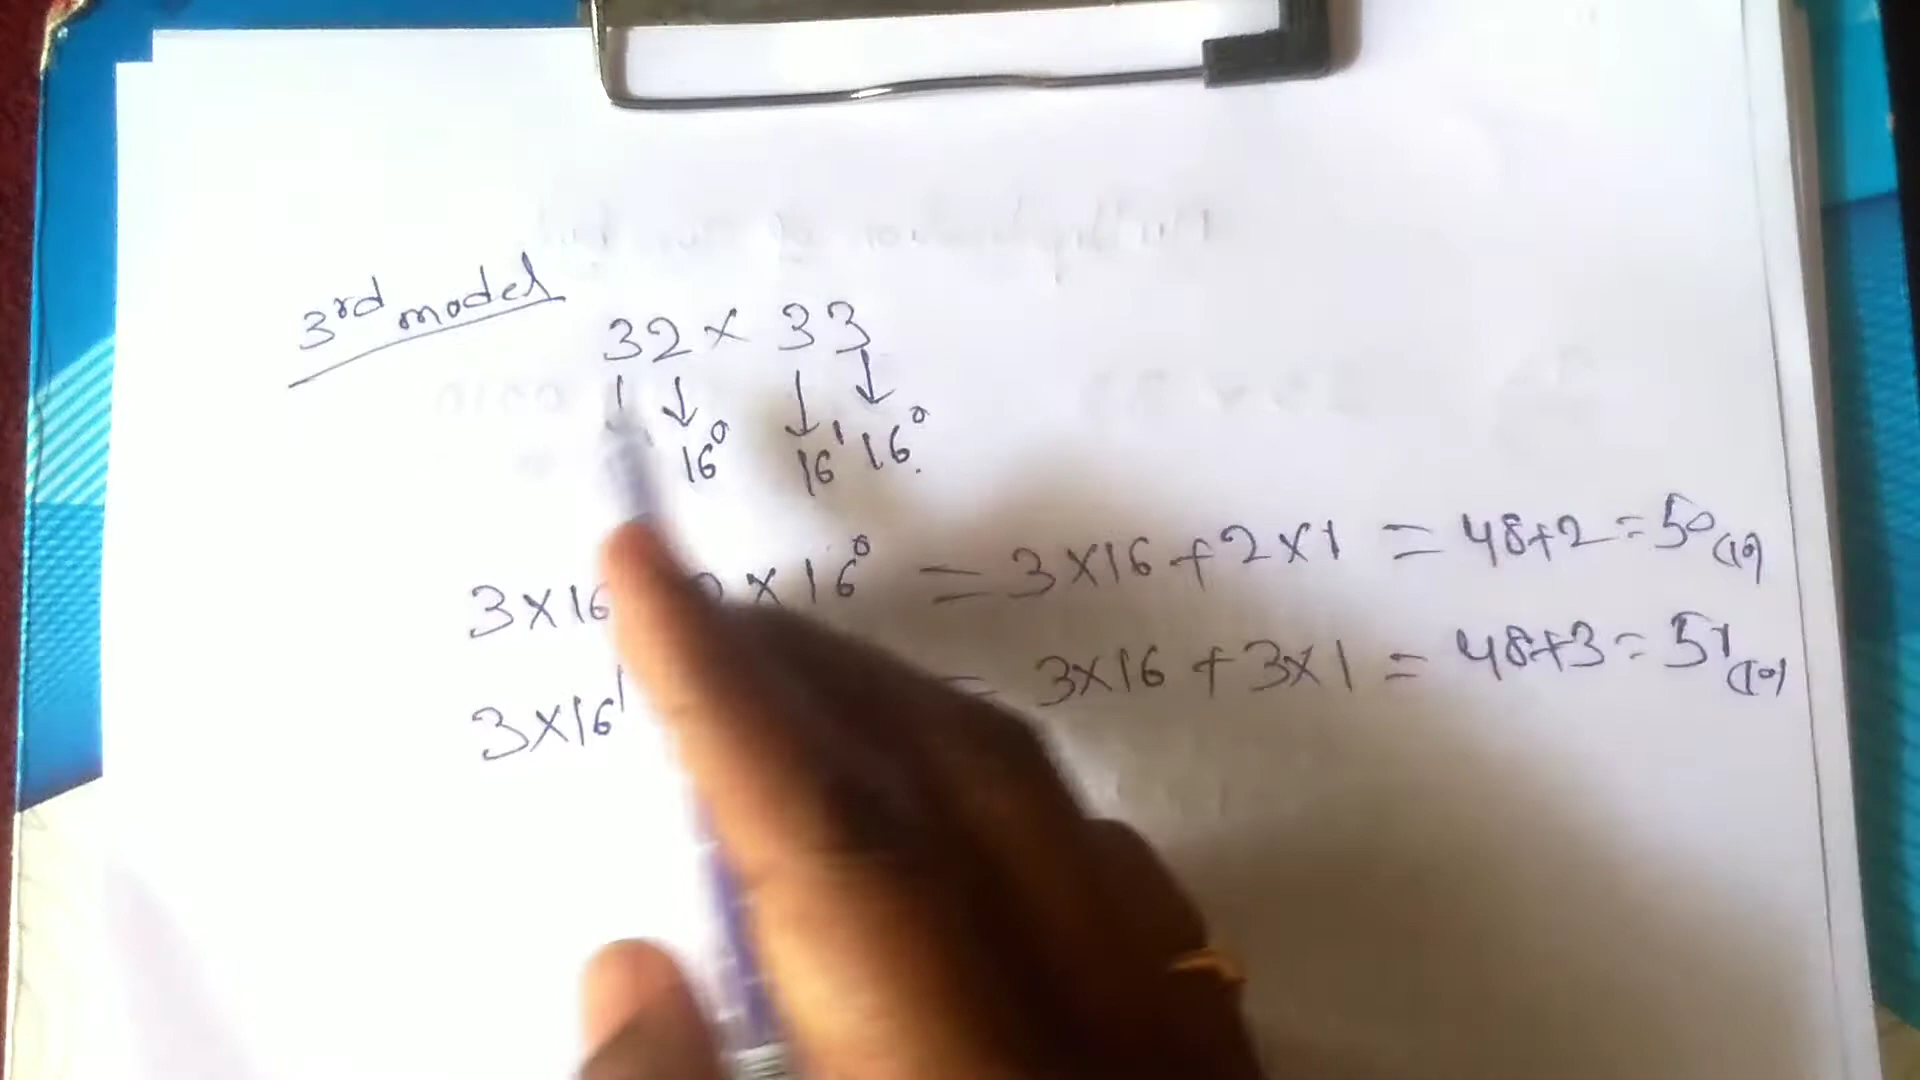 3rd model
32 × 33
16⁰ 16¹ 16⁰
3×16 × 16⁰ = 3×16 + 2×1 = 48+2 = 50(10)
3×16¹ = 3×16 + 3×1 = 48+3 = 51(10)